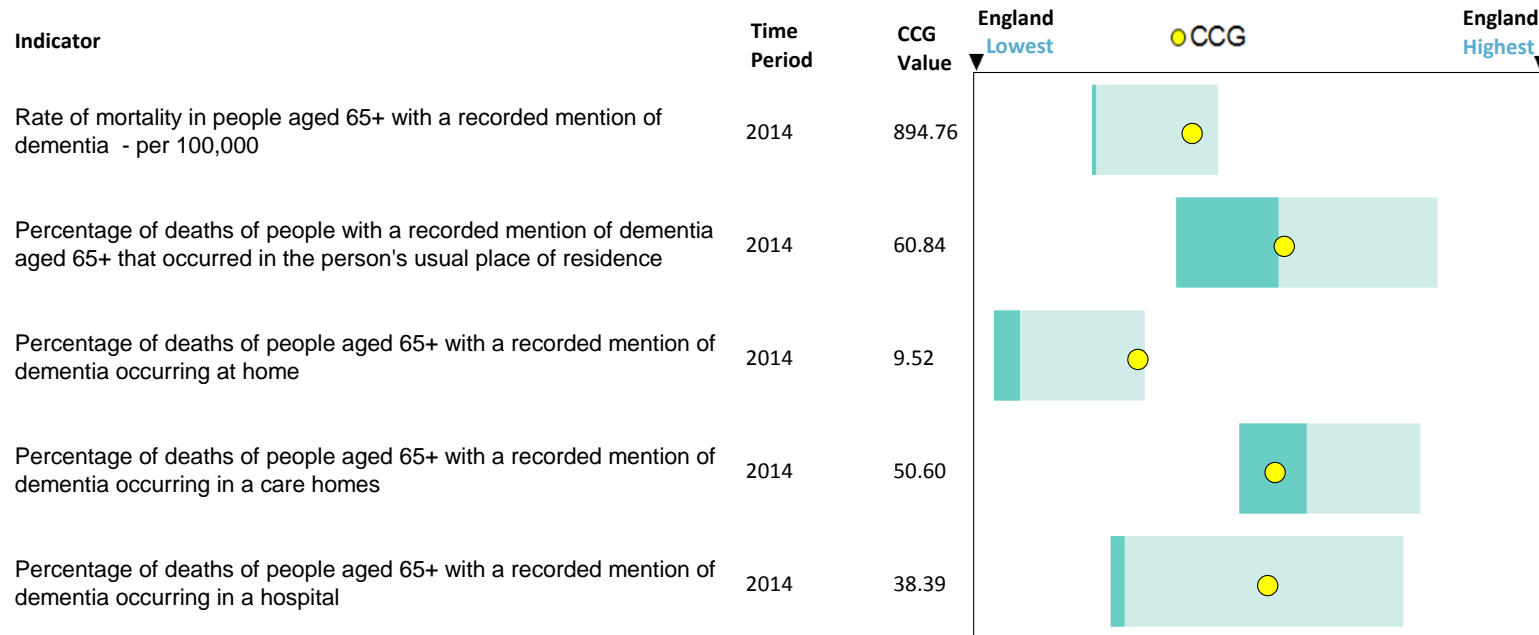 Indicator
Time
Period
CCG
Value
England
Lowest
CCG
England
Highest
Rate of mortality in people aged 65+ with a recorded mention of
dementia - per 100,000
2014
894.76
Percentage of deaths of people with a recorded mention of dementia
aged 65+ that occurred in the person's usual place of residence
2014
60.84
Percentage of deaths of people aged 65+ with a recorded mention of
dementia occurring at home
2014
9.52
Percentage of deaths of people aged 65+ with a recorded mention of
dementia occurring in a care homes
2014
50.60
Percentage of deaths of people aged 65+ with a recorded mention of
dementia occurring in a hospital
2014
38.39